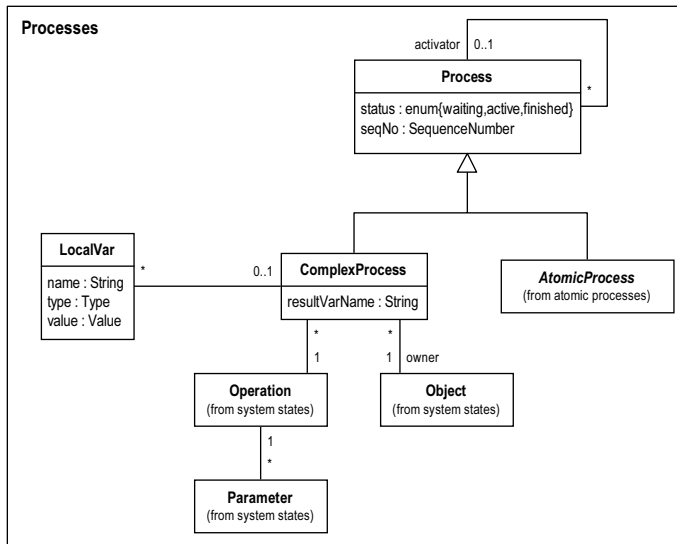 Processes
activator
0..1
Process
*
status : enum{waiting,active,finished}
seqNo : SequenceNumber
LocalVar
*
0..1
ComplexProcess
AtomicProcess
(from atomic processes)
name : String
type : Type
value : Value
resultVarName : String
*
*
1
1
owner
Operation
(from system states)
Object
(from system states)
1
*
Parameter
(from system states)